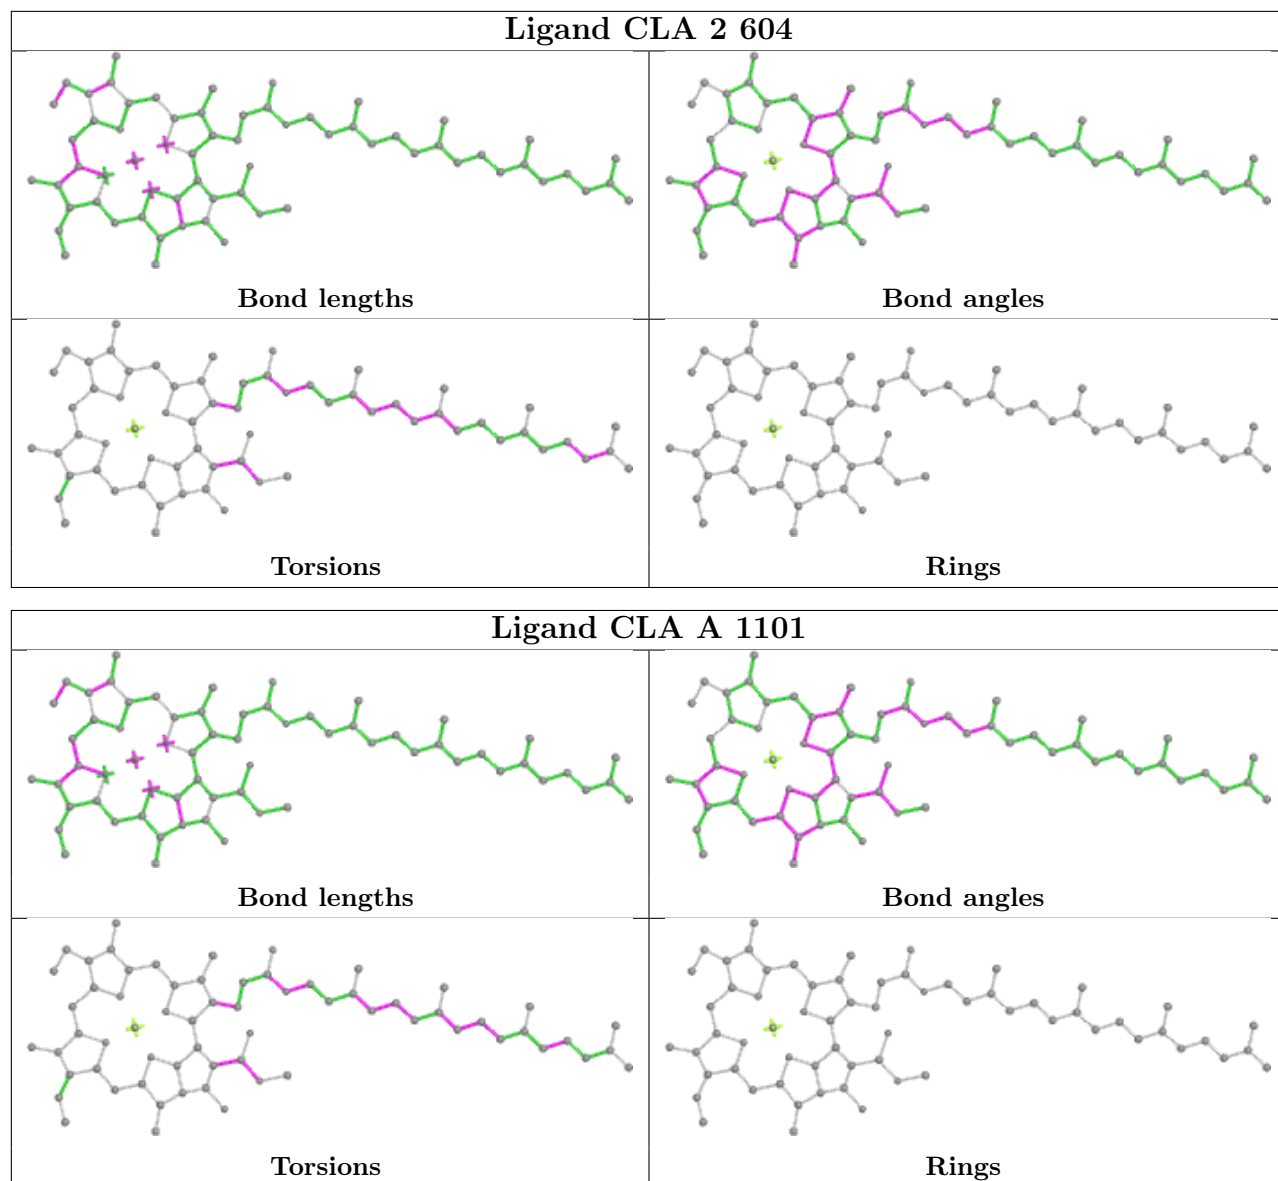 Ligand CLA 2 604
Bond lengths
Bond angles
Torsions
Rings
Ligand CLA A 1101
Bond lengths
Bond angles
Torsions
Rings